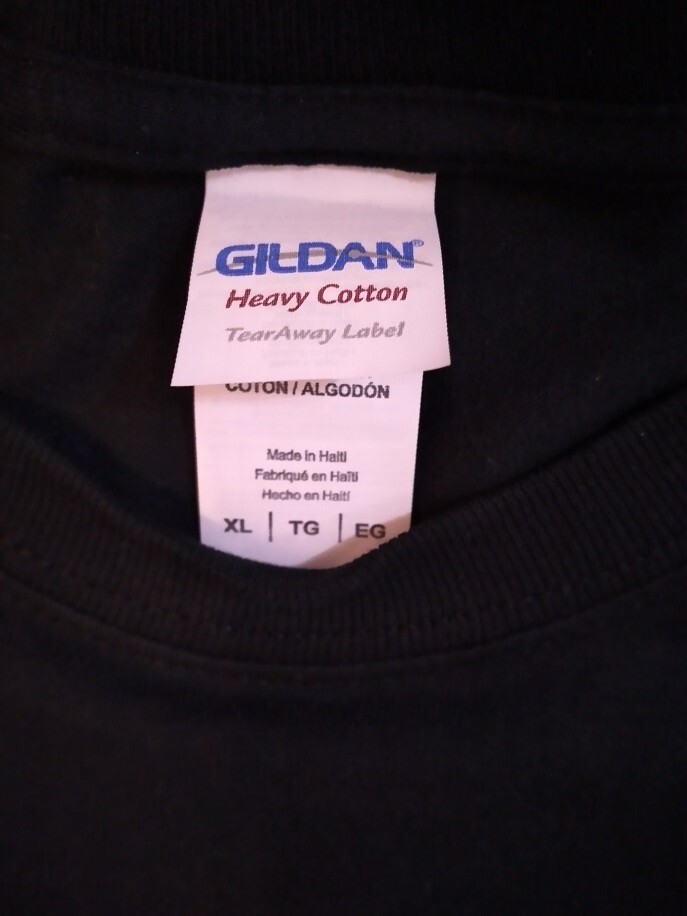 GILDAN®
Heavy Cotton
TearAway Label
COTON / ALGODÓN
Made in Haiti
Fabriqué en Haïti
Hecho en Haití
XL | TG | EG